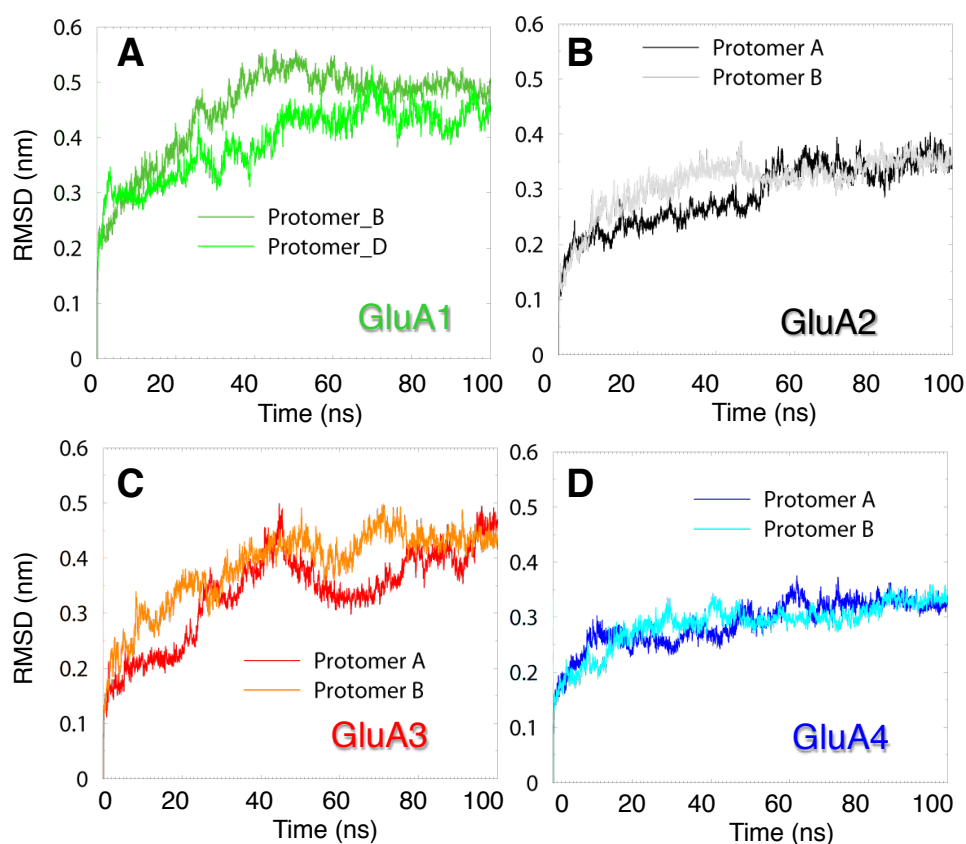 A
RMSD (nm)
0.6
0.5
0.4
0.3
0.2
0.1
0
Protomer_B
Protomer_D
GluA1
0 20 40 60 80 100
Time (ns)
B
0.6
0.5
0.4
0.3
0.2
0.1
0
Protomer A
Protomer B
GluA2
0 20 40 60 80 100
Time (ns)
C
RMSD (nm)
0.6
0.5
0.4
0.3
0.2
0.1
0
Protomer A
Protomer B
GluA3
0 20 40 60 80 100
Time (ns)
D
0.6
0.5
0.4
0.3
0.2
0.1
0
Protomer A
Protomer B
GluA4
0 20 40 60 80 100
Time (ns)